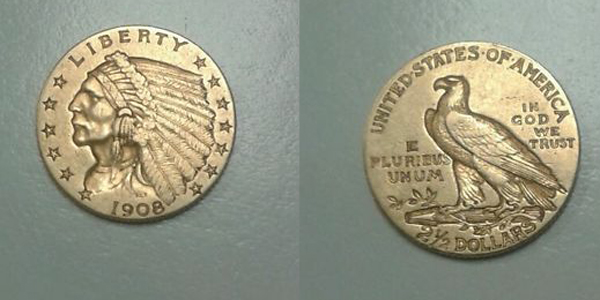 LIBERTY
1908
UNITED·STATES·OF·AMERICA
IN
GOD
WE
TRUST
E
PLURIBUS
UNUM
2½ DOLLARS